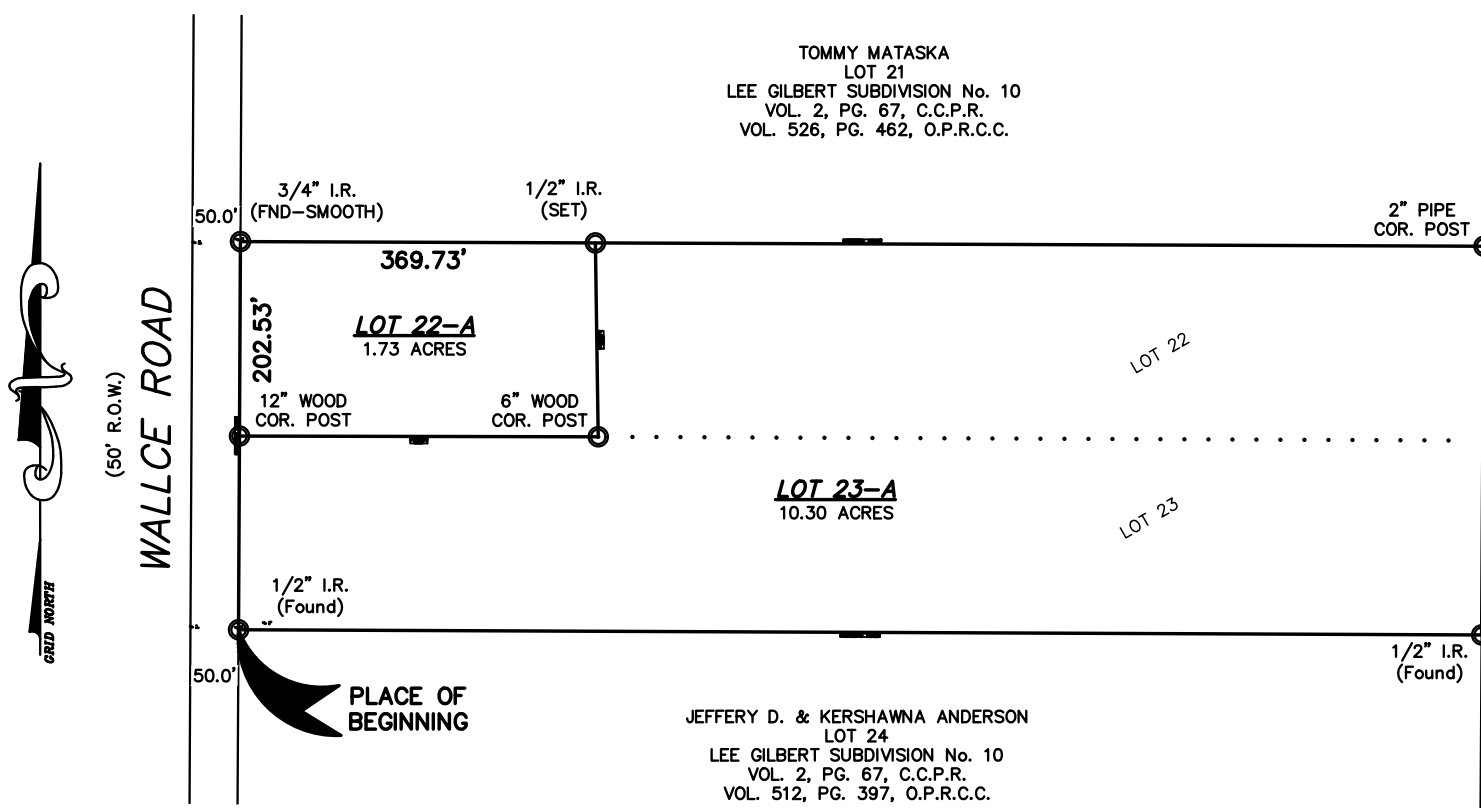 TOMMY MATASKA
LOT 21
LEE GILBERT SUBDIVISION No. 10
VOL. 2, PG. 67, C.C.P.R.
VOL. 526, PG. 462, O.P.R.C.C.
50.0'
3/4" I.R.
(FND-SMOOTH)
1/2" I.R.
(SET)
2" PIPE
COR. POST
369.73'
202.53'
LOT 22-A
1.73 ACRES
LOT 22
WALLCE ROAD
(50' R.O.W.)
12" WOOD
COR. POST
6" WOOD
COR. POST
LOT 23-A
10.30 ACRES
LOT 23
GRID NORTH
1/2" I.R.
(Found)
1/2" I.R.
(Found)
50.0'
PLACE OF
BEGINNING
JEFFERY D. & KERSHAWNA ANDERSON
LOT 24
LEE GILBERT SUBDIVISION No. 10
VOL. 2, PG. 67, C.C.P.R.
VOL. 512, PG. 397, O.P.R.C.C.